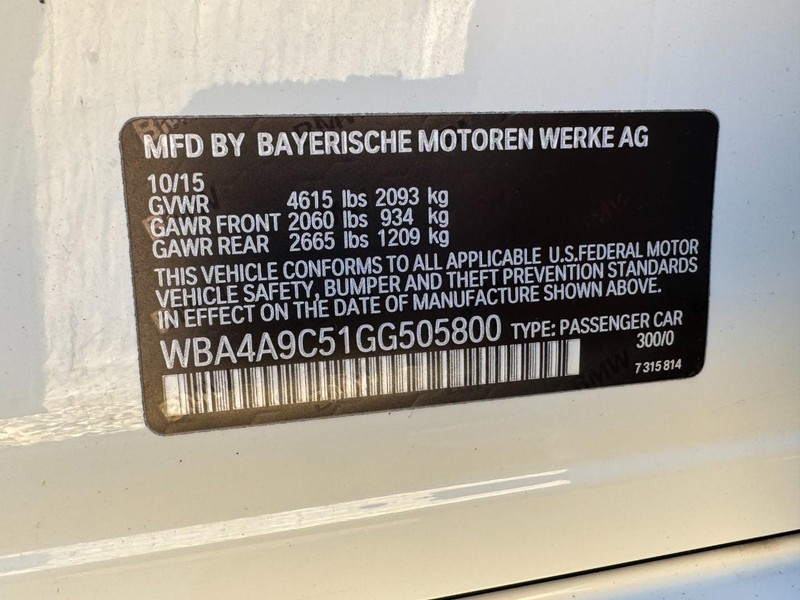 MFD BY BAYERISCHE MOTOREN WERKE AG
10/15
GVWR 4615 lbs 2093 kg
GAWR FRONT 2060 lbs 934 kg
GAWR REAR 2665 lbs 1209 kg
THIS VEHICLE CONFORMS TO ALL APPLICABLE U.S.FEDERAL MOTOR
VEHICLE SAFETY, BUMPER AND THEFT PREVENTION STANDARDS
IN EFFECT ON THE DATE OF MANUFACTURE SHOWN ABOVE.
WBA4A9C51GG505800 TYPE: PASSENGER CAR
300/0
7 315 814